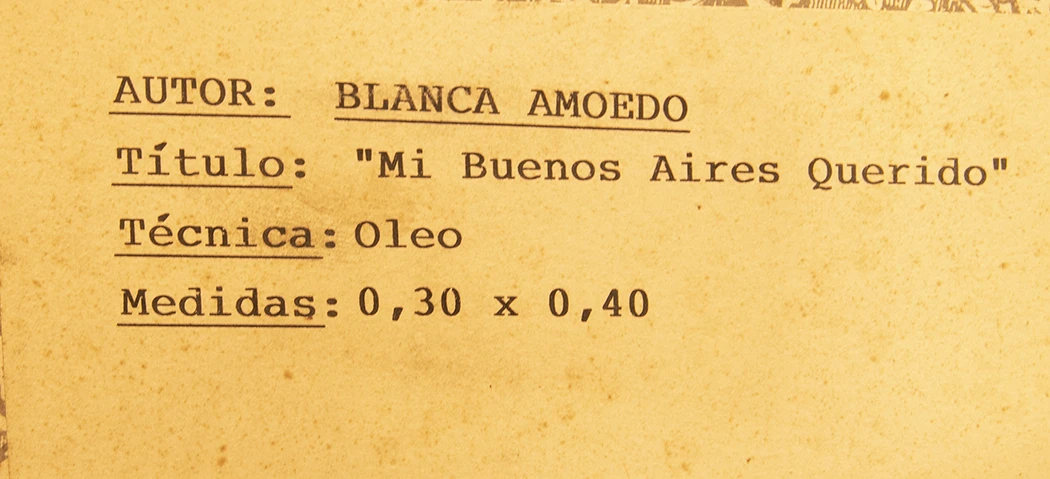 AUTOR: BLANCA AMOEDO
Título: "Mi Buenos Aires Querido"
Técnica: Oleo
Medidas: 0,30 x 0,40